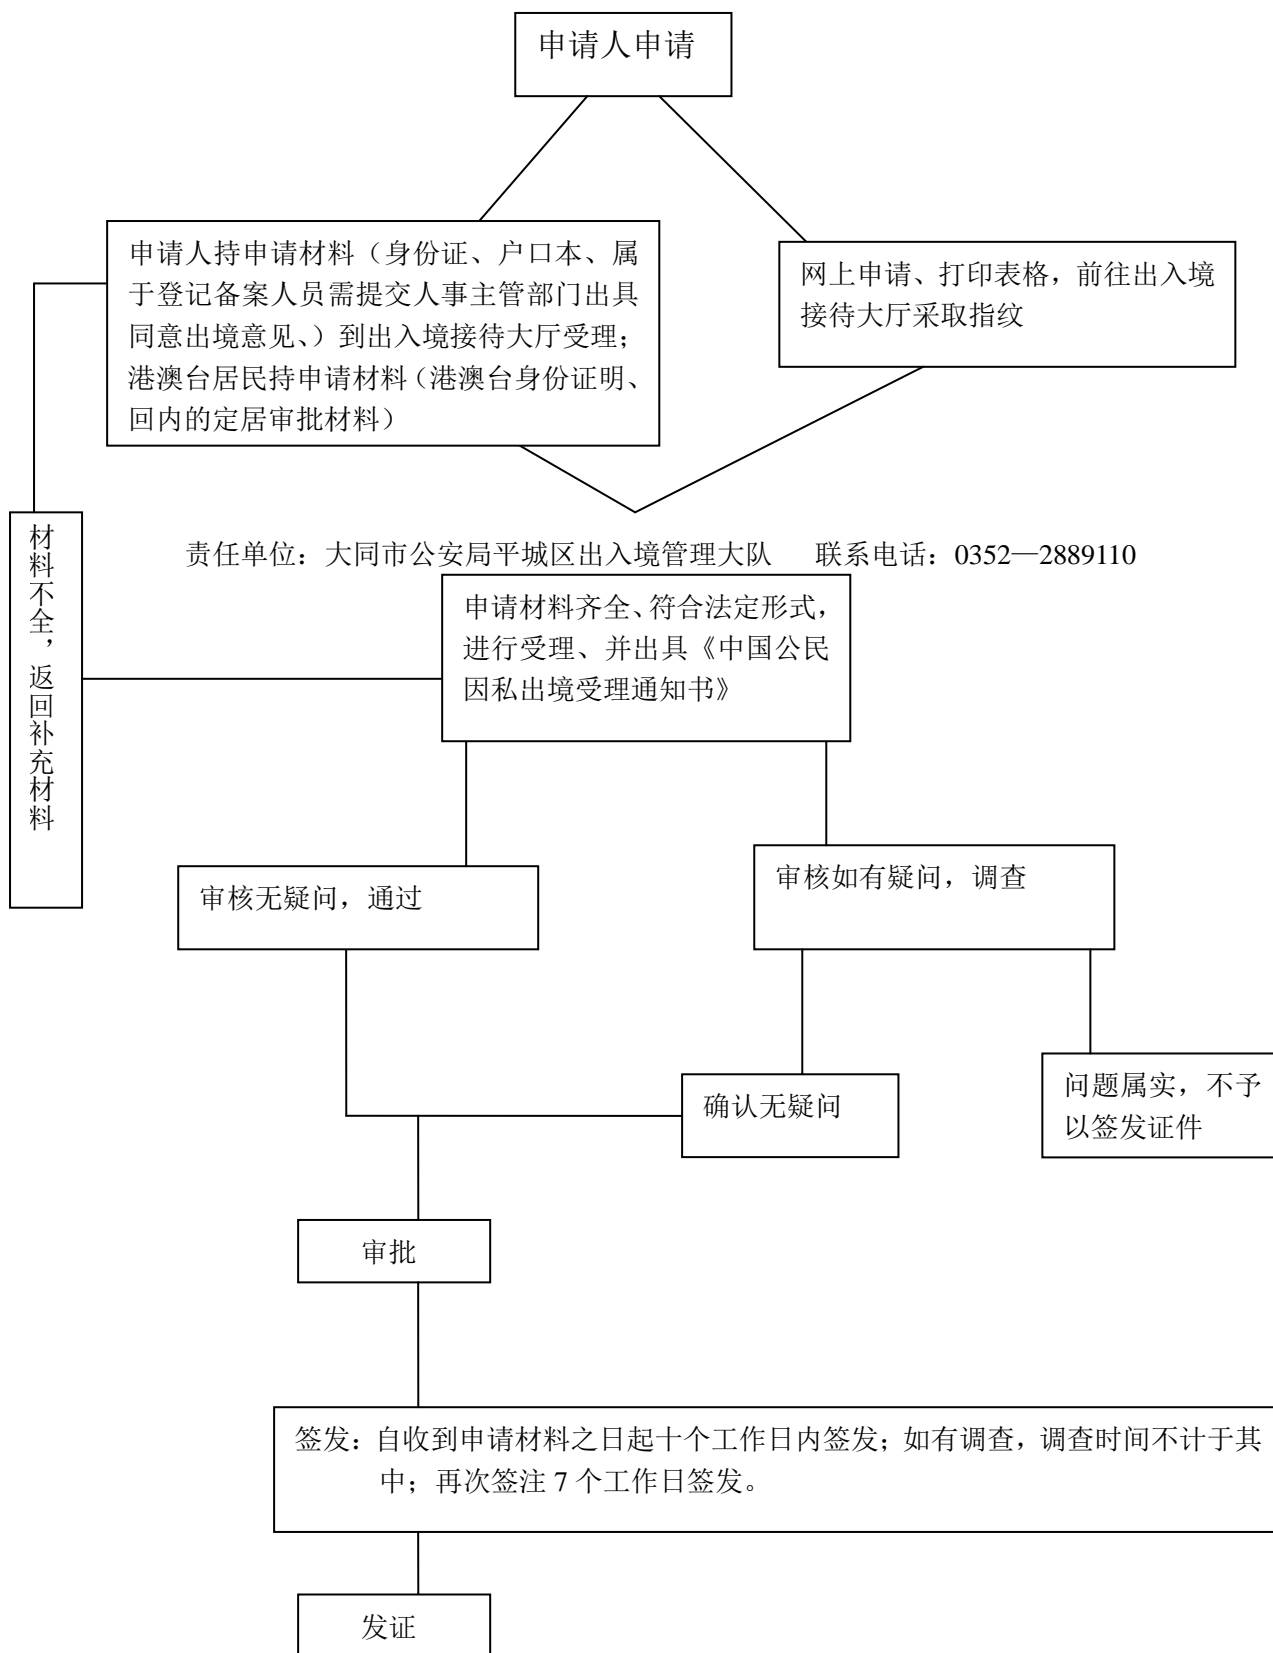 申请人申请
申请人持申请材料（身份证、户口本、属
于登记备案人员需提交人事主管部门出具
同意出境意见、）到出入境接待大厅受理；
港澳台居民持申请材料（港澳台身份证明、
回内的定居审批材料）
网上申请、打印表格，前往出入境
接待大厅采取指纹
材料不全，返回补充材料
责任单位：大同市公安局平城区出入境管理大队 联系电话：0352—2889110
申请材料齐全、符合法定形式，
进行受理、并出具《中国公民
因私出境受理通知书》
审核无疑问，通过
审核如有疑问，调查
确认无疑问
问题属实，不予
以签发证件
审批
签发：自收到申请材料之日起十个工作日内签发；如有调查，调查时间不计于其
中；再次签注 7 个工作日签发。
发证